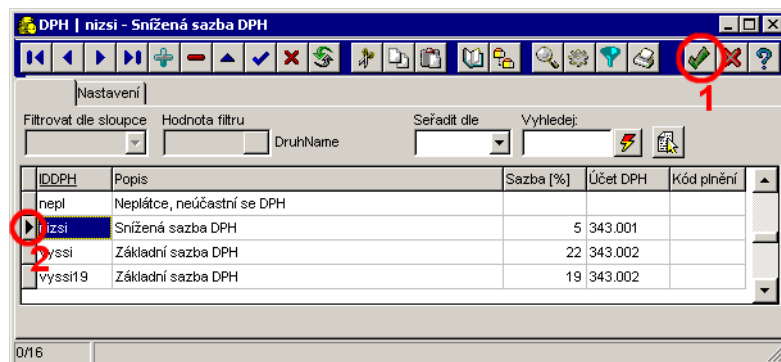 DPH | nizsi - Snížená sazba DPH
1
Nastavení
Filtrovat dle sloupce Hodnota filtru Seřadit dle Vyhledej:
DruhName
IDDPH Popis Sazba [%] Účet DPH Kód plnění
nepl Neplátce, neúčastní se DPH
nizsi Snížená sazba DPH 5 343.001
2
vyssi Základní sazba DPH 22 343.002
vyssi19 Základní sazba DPH 19 343.002
0/16